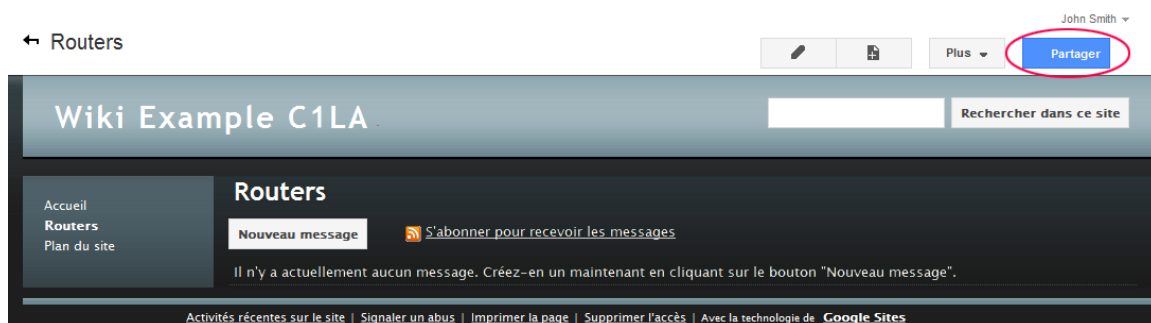 John Smith
Routers
Plus
Partager
Wiki Example C1LA
Rechercher dans ce site
Accueil
Routers
Plan du site
Routers
Nouveau message
S'abonner pour recevoir les messages
Il n'y a actuellement aucun message. Créez-en un maintenant en cliquant sur le bouton "Nouveau message".
Activités récentes sur le site | Signaler un abus | Imprimer la page | Supprimer l'accès | Avec la technologie de Google Sites